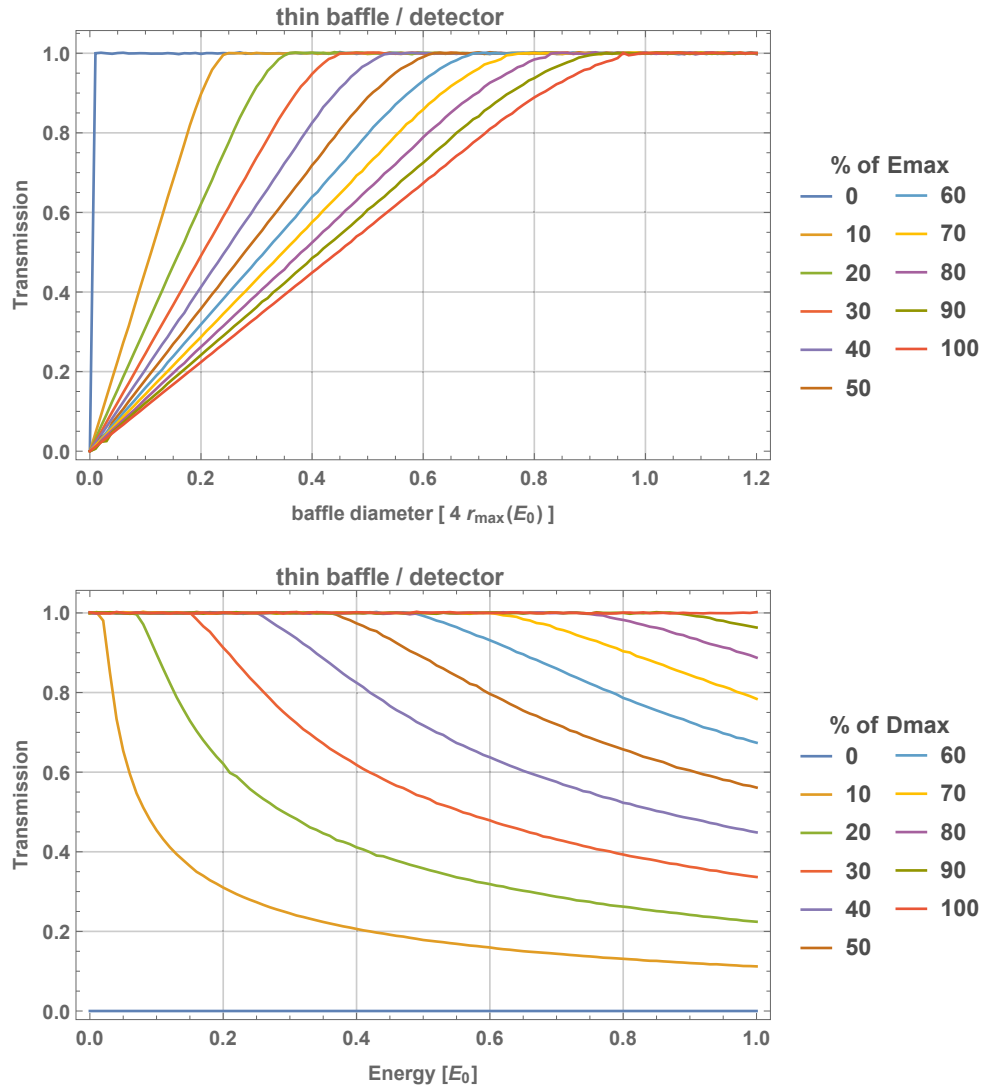 thin baffle / detector
1.0
0.8
0.6
0.4
0.2
0.0
Transmission
0.0 0.2 0.4 0.6 0.8 1.0 1.2
baffle diameter [ 4 rmax(E0) ]
% of Emax
0 60
10 70
20 80
30 90
40 100
50
thin baffle / detector
1.0
0.8
0.6
0.4
0.2
0.0
Transmission
0.0 0.2 0.4 0.6 0.8 1.0
Energy [E0]
% of Dmax
0 60
10 70
20 80
30 90
40 100
50